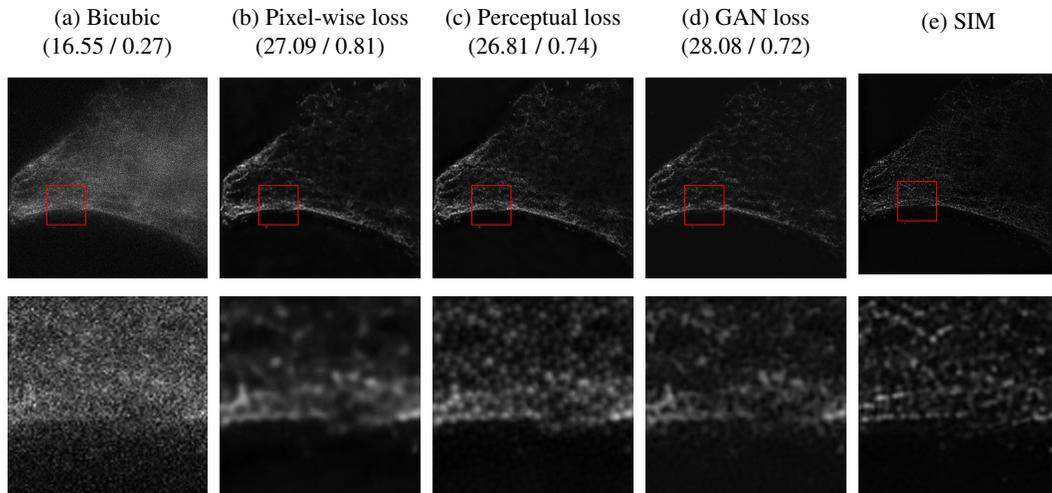 (a) Bicubic
(16.55 / 0.27)
(b) Pixel-wise loss
(27.09 / 0.81)
(c) Perceptual loss
(26.81 / 0.74)
(d) GAN loss
(28.08 / 0.72)
(e) SIM